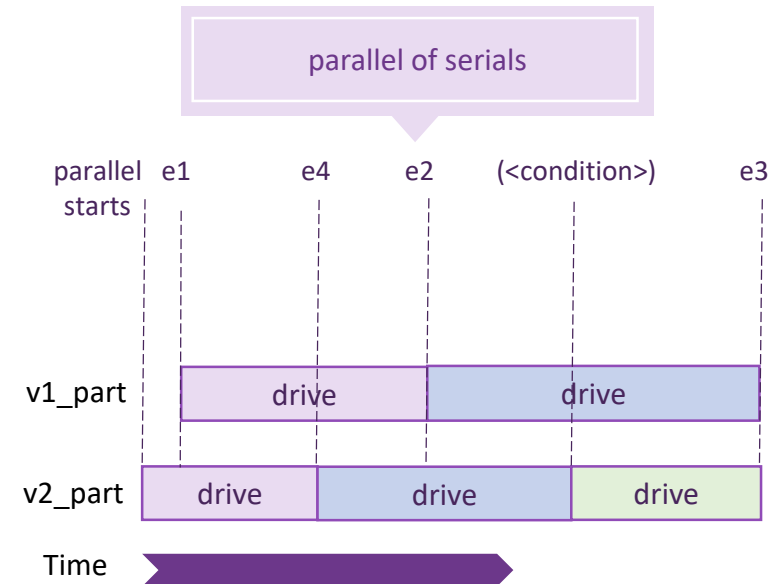 parallel of serials
parallel e1 e4 e2 (<condition>) e3
starts
v1_part drive drive
v2_part drive drive drive
Time